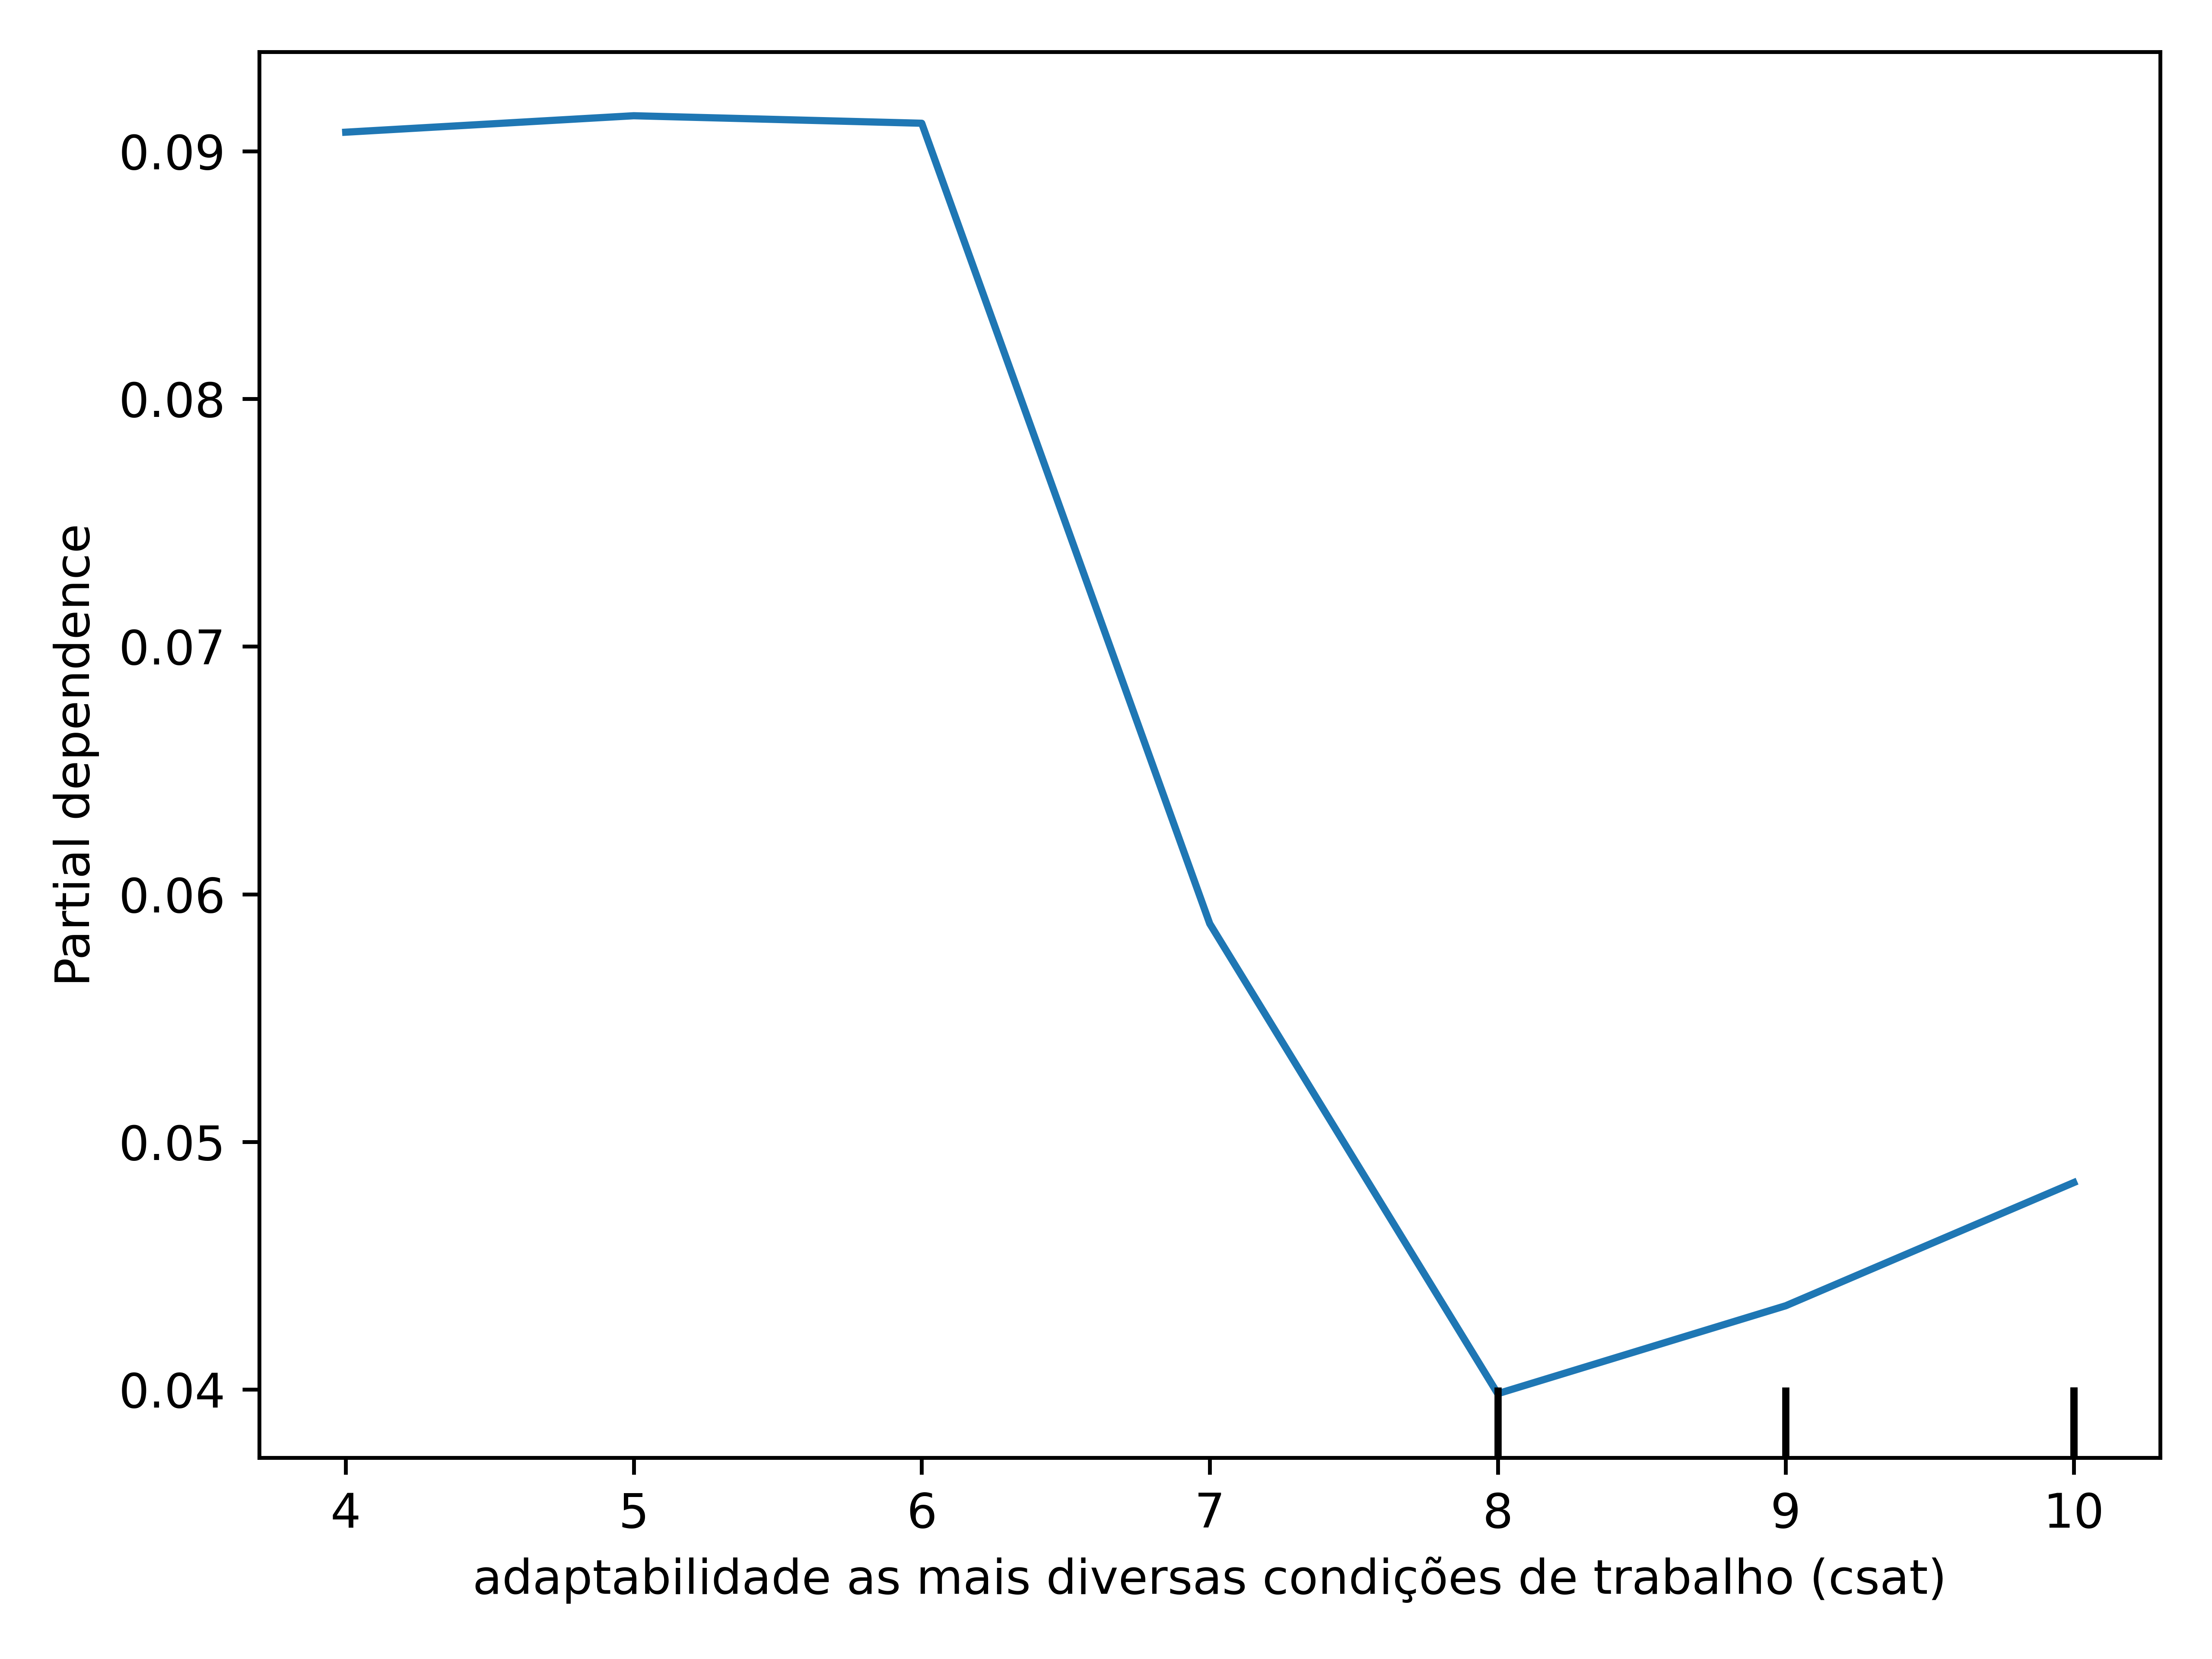 0.09
0.08
0.07
0.06
0.05
0.04
Partial dependence
4 5 6 7 8 9 10
adaptabilidade as mais diversas condições de trabalho (csat)